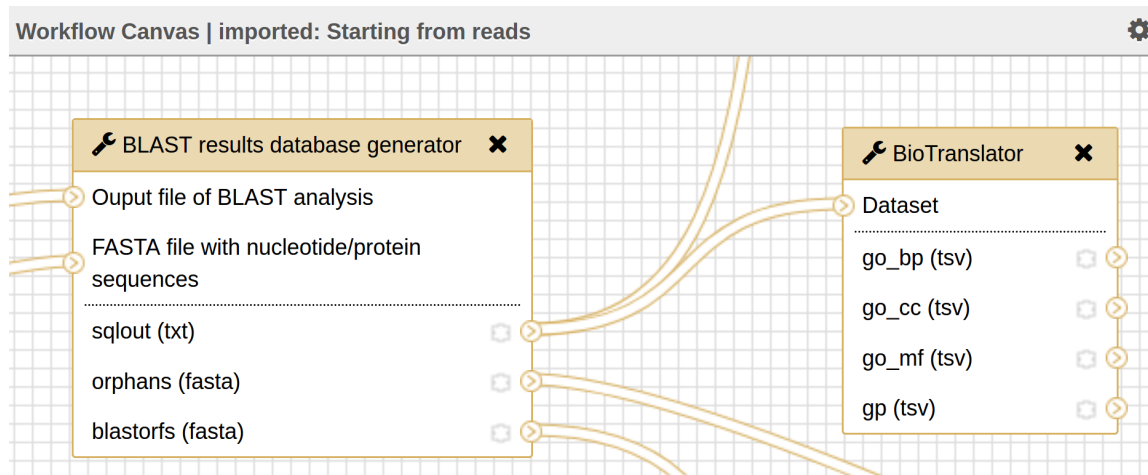 Workflow Canvas | imported: Starting from reads
BLAST results database generator
Ouput file of BLAST analysis
FASTA file with nucleotide/protein
sequences
sqlout (txt)
orphans (fasta)
blastorfs (fasta)
BioTranslator
Dataset
go_bp (tsv)
go_cc (tsv)
go_mf (tsv)
gp (tsv)